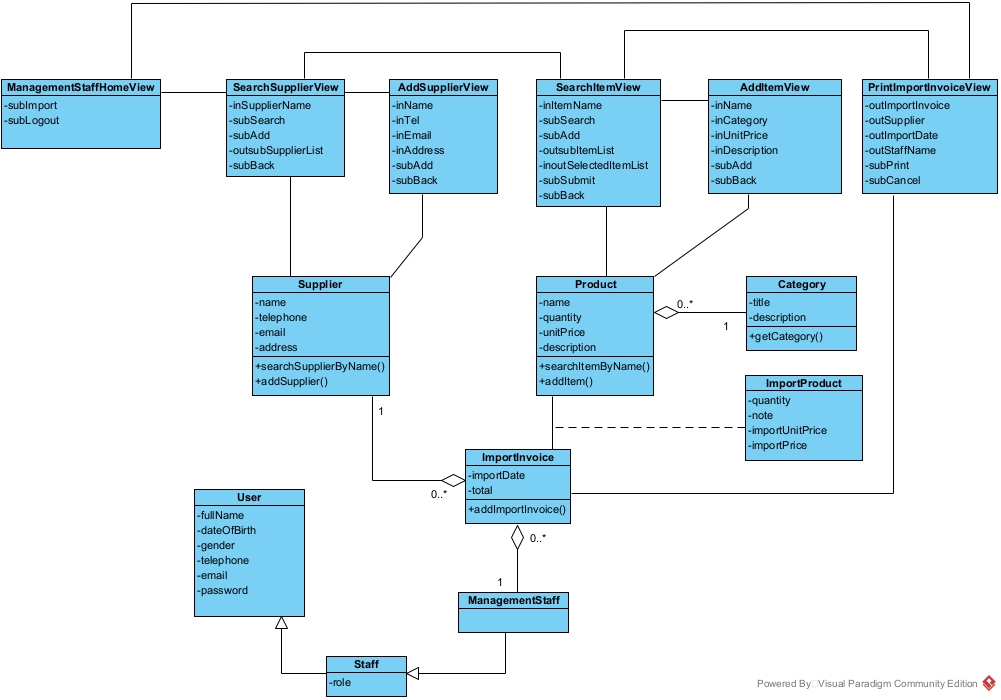 ManagementStaffHomeView
-subImport
-subLogout
SearchSupplierView
-inSupplierName
-subSearch
-subAdd
-outsubSupplierList
-subBack
AddSupplierView
-inName
-inTel
-inEmail
-inAddress
-subAdd
-subBack
SearchItemView
-inItemName
-subSearch
-subAdd
-outsubItemList
-inoutSelectedItemList
-subSubmit
-subBack
AddItemView
-inName
-inCategory
-inUnitPrice
-inDescription
-subAdd
-subBack
PrintImportInvoiceView
-outImportInvoice
-outSupplier
-outImportDate
-outStaffName
-subPrint
-subCancel
Supplier
-name
-telephone
-email
-address
+searchSupplierByName()
+addSupplier()
Product
-name
-quantity
-unitPrice
-description
+searchItemByName()
+addItem()
0..*
1
Category
-title
-description
+getCategory()
ImportProduct
-quantity
-note
-importUnitPrice
-importPrice
1
0..*
ImportInvoice
-importDate
-total
+addImportInvoice()
0..*
1
User
-fullName
-dateOfBirth
-gender
-telephone
-email
-password
ManagementStaff
Staff
-role
Powered By Visual Paradigm Community Edition